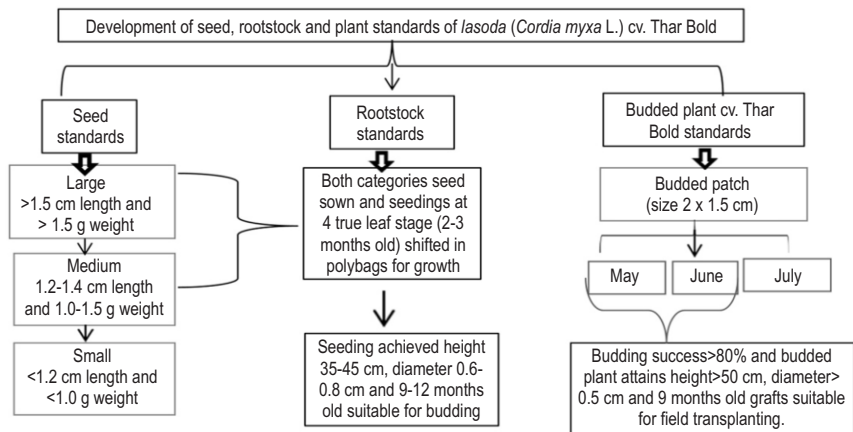 Development of seed, rootstock and plant standards of lasoda (Cordia myxa L.) cv. Thar Bold
Seed
standards
Large
>1.5 cm length and
> 1.5 g weight
Medium
1.2-1.4 cm length
and 1.0-1.5 g weight
Small
<1.2 cm length and
<1.0 g weight
Rootstock
standards
Both categories seed
sown and seedings at
4 true leaf stage (2-3
months old) shifted in
polybags for growth
Seeding achieved height
35-45 cm, diameter 0.6-
0.8 cm and 9-12 months
old suitable for budding
Budded plant cv. Thar
Bold standards
Budded patch
(size 2 x 1.5 cm)
May
June
July
Budding success>80% and budded
plant attains height>50 cm, diameter>
0.5 cm and 9 months old grafts suitable
for field transplanting.